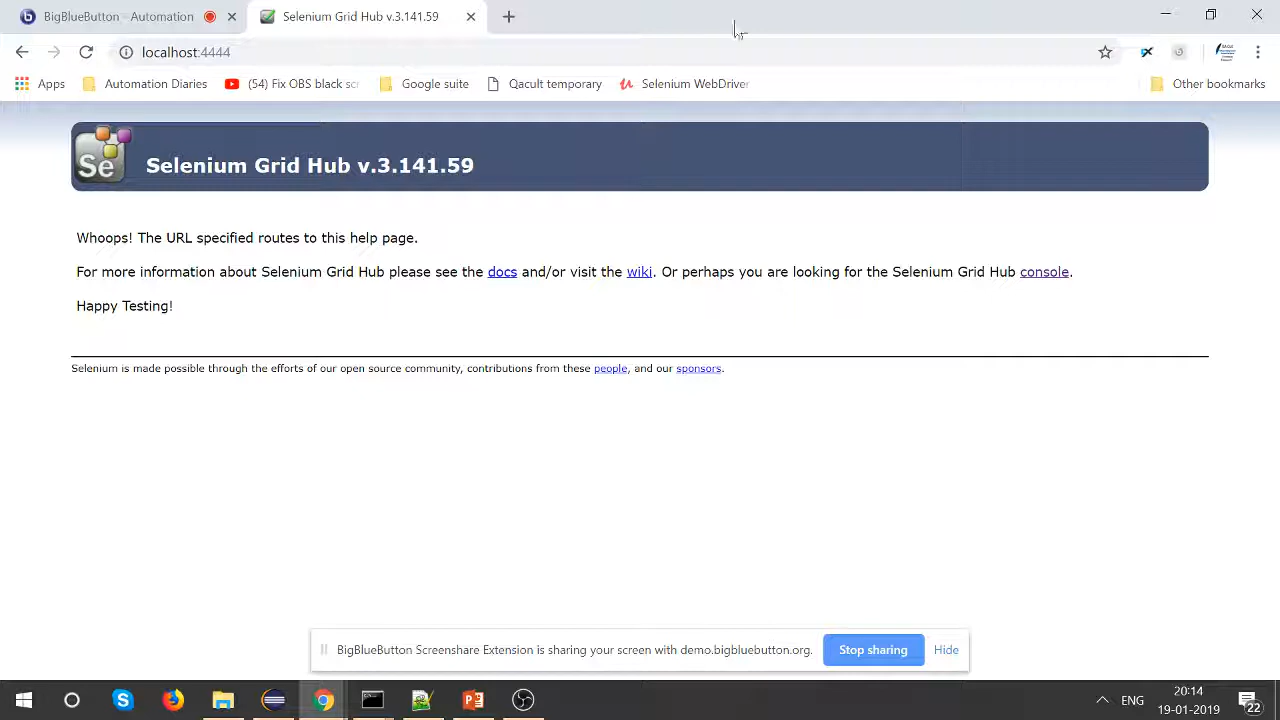 BigBlueButton - Automation
Selenium Grid Hub v.3.141.59
localhost:4444
Apps
Automation Diaries
(54) Fix OBS black scr
Google suite
Qacult temporary
Selenium WebDriver
Other bookmarks
Se
Selenium Grid Hub v.3.141.59
Whoops! The URL specified routes to this help page.
For more information about Selenium Grid Hub please see the docs and/or visit the wiki. Or perhaps you are looking for the Selenium Grid Hub console.
Happy Testing!
Selenium is made possible through the efforts of our open source community, contributions from these people, and our sponsors.
BigBlueButton Screenshare Extension is sharing your screen with demo.bigbluebutton.org.
Stop sharing
Hide
ENG
20:14
19-01-2019
22